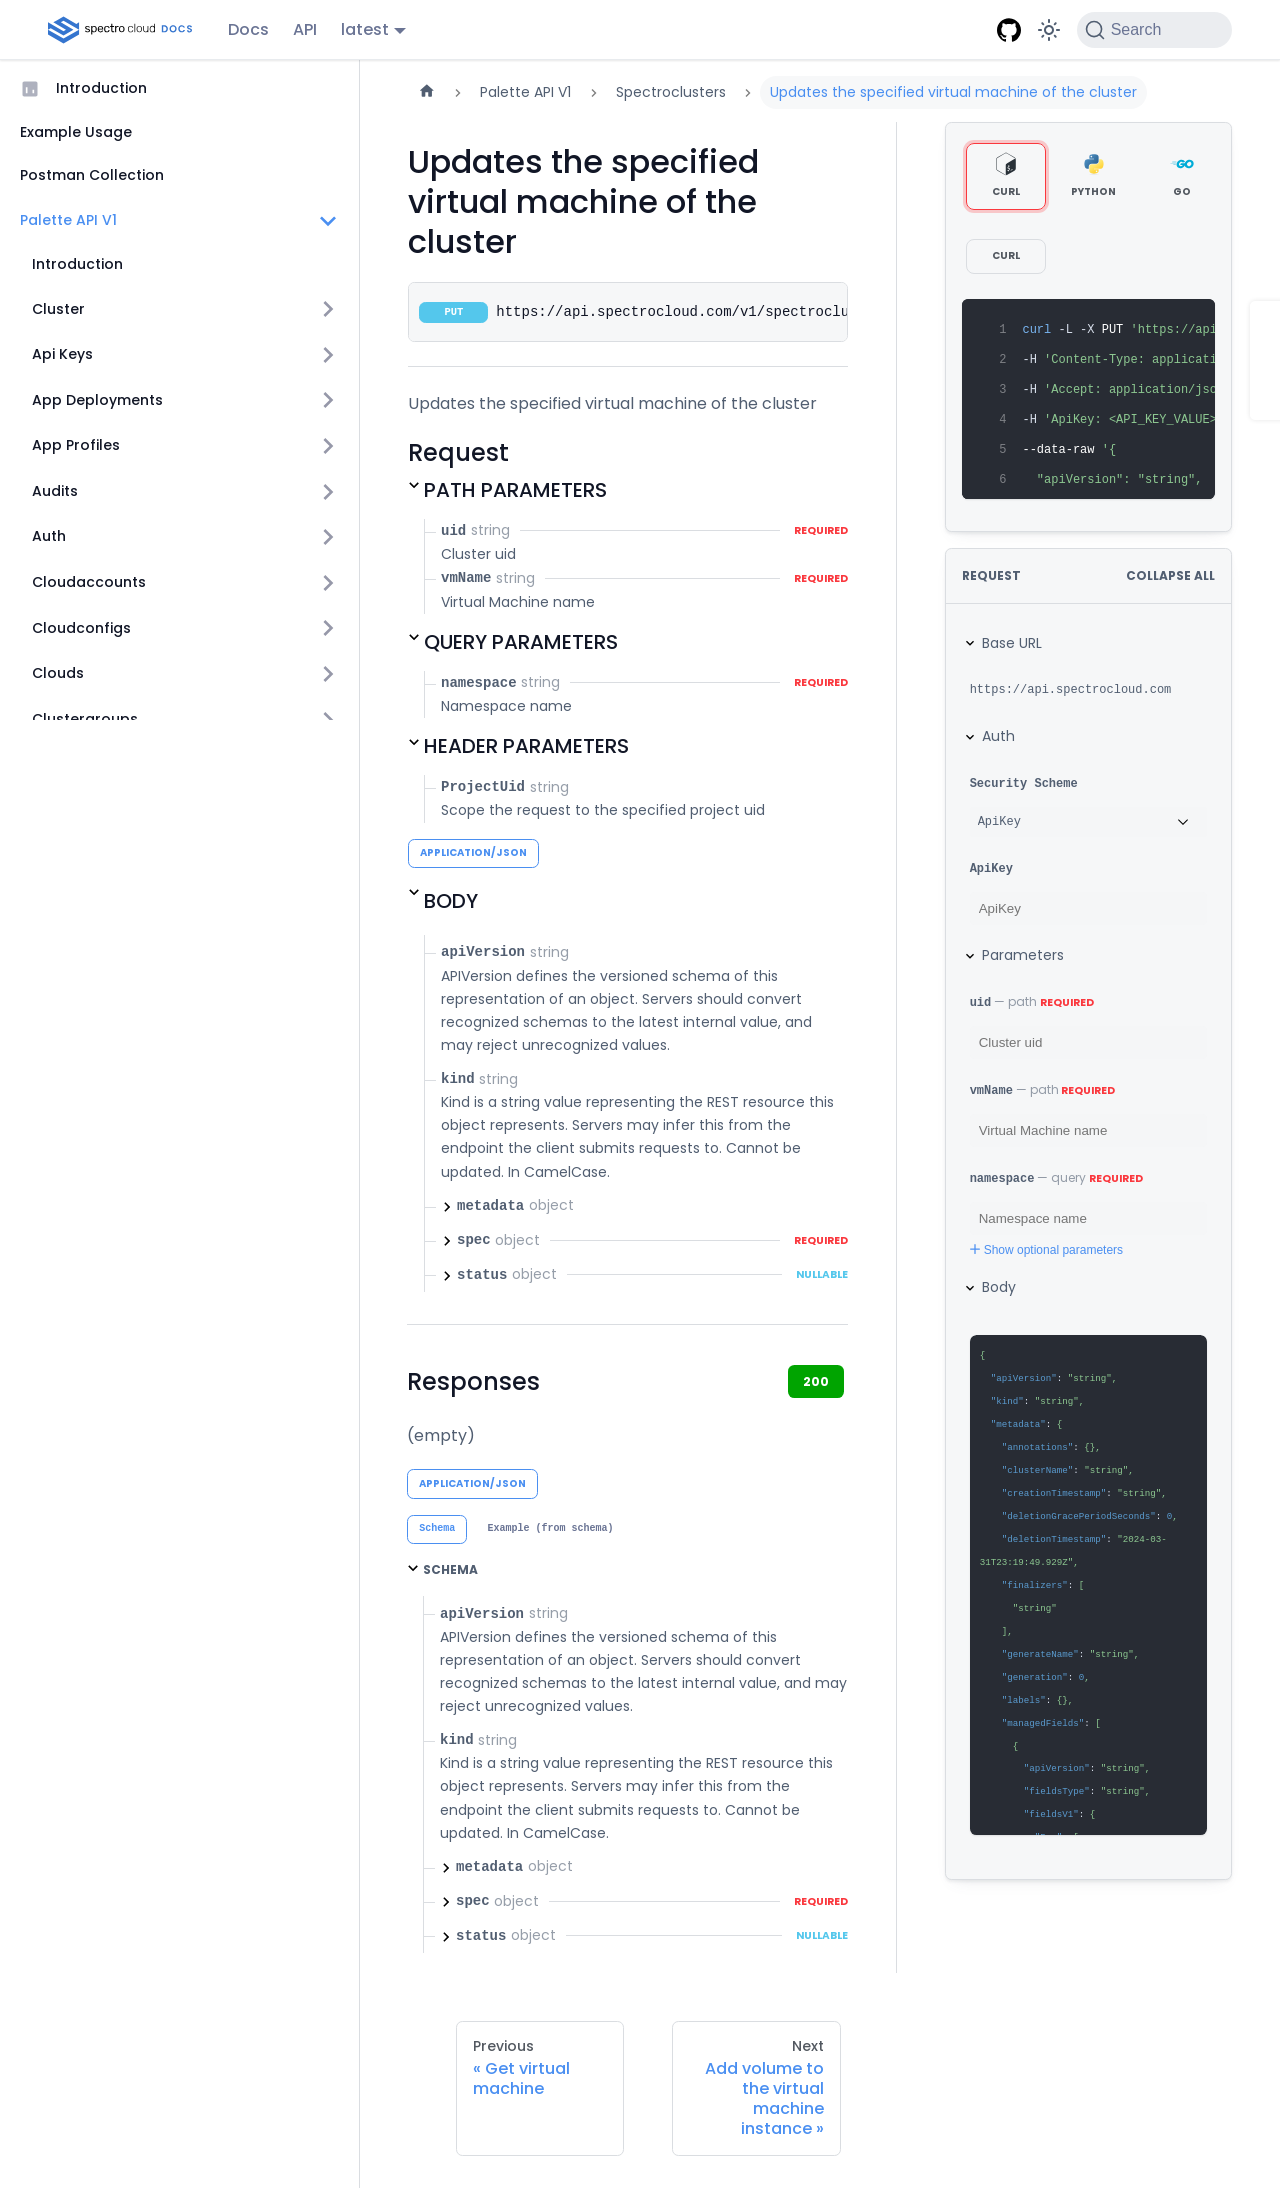 spectro cloud DOCS
Docs
API
latest
Search
Introduction
Example Usage
Postman Collection
Palette API V1
Introduction
Cluster
Api Keys
App Deployments
App Profiles
Audits
Auth
Cloudaccounts
Cloudconfigs
Clouds
Clustergroups
Palette API V1
Spectroclusters
Updates the specified virtual machine of the cluster
Updates the specified
virtual machine of the
cluster
PUT https://api.spectrocloud.com/v1/spectroclu
Updates the specified virtual machine of the cluster
Request
PATH PARAMETERS
uid string REQUIRED
Cluster uid
vmName string REQUIRED
Virtual Machine name
QUERY PARAMETERS
namespace string REQUIRED
Namespace name
HEADER PARAMETERS
ProjectUid string
Scope the request to the specified project uid
APPLICATION/JSON
BODY
apiVersion string
APIVersion defines the versioned schema of this
representation of an object. Servers should convert
recognized schemas to the latest internal value, and
may reject unrecognized values.
kind string
Kind is a string value representing the REST resource this
object represents. Servers may infer this from the
endpoint the client submits requests to. Cannot be
updated. In CamelCase.
metadata object
spec object REQUIRED
status object NULLABLE
Responses
200
(empty)
APPLICATION/JSON
Schema
Example (from schema)
SCHEMA
apiVersion string
APIVersion defines the versioned schema of this
representation of an object. Servers should convert
recognized schemas to the latest internal value, and may
reject unrecognized values.
kind string
Kind is a string value representing the REST resource this
object represents. Servers may infer this from the
endpoint the client submits requests to. Cannot be
updated. In CamelCase.
metadata object
spec object REQUIRED
status object NULLABLE
Previous
« Get virtual
machine
Next
Add volume to
the virtual
machine
instance »
CURL
PYTHON
GO
CURL
1 curl -L -X PUT 'https://api
2 -H 'Content-Type: applicati
3 -H 'Accept: application/jso
4 -H 'ApiKey: <API_KEY_VALUE>
5 --data-raw '{
6 "apiVersion": "string",
REQUEST
COLLAPSE ALL
Base URL
https://api.spectrocloud.com
Auth
Security Scheme
ApiKey
ApiKey
ApiKey
Parameters
uid — path REQUIRED
Cluster uid
vmName — path REQUIRED
Virtual Machine name
namespace — query REQUIRED
Namespace name
Show optional parameters
Body
{
"apiVersion": "string",
"kind": "string",
"metadata": {
"annotations": {},
"clusterName": "string",
"creationTimestamp": "string",
"deletionGracePeriodSeconds": 0,
"deletionTimestamp": "2024-03-
31T23:19:49.929Z",
"finalizers": [
"string"
],
"generateName": "string",
"generation": 0,
"labels": {},
"managedFields": [
{
"apiVersion": "string",
"fieldsType": "string",
"fieldsV1": {